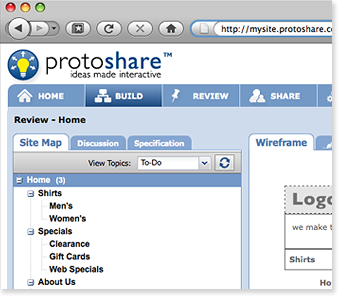 http://mysite.protoshare.c
protoshare™
ideas made interactive
HOME BUILD REVIEW SHARE
Review - Home
Site Map Discussion Specification Wireframe
View Topics: To-Do
Home (3)
Shirts
Men's
Women's
Specials
Clearance
Gift Cards
Web Specials
About Us
Logo
we make t
Shirts
Ho